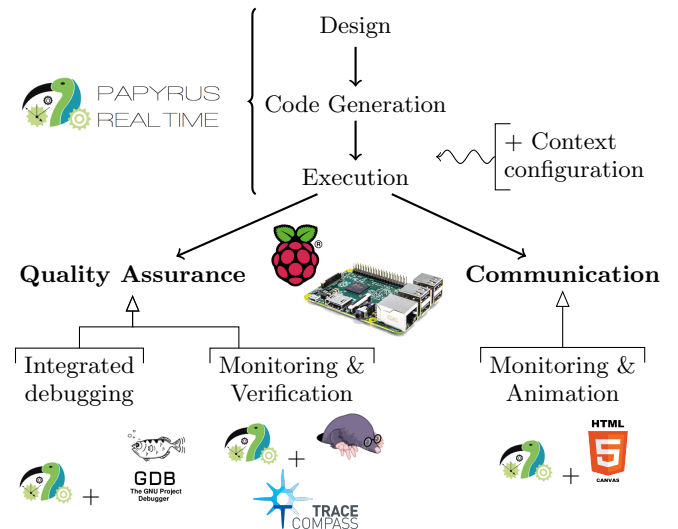 Design
PAPYRUS
REALTIME
Code Generation
+ Context
configuration
Execution
®
Quality Assurance
Communication
Integrated
debugging
Monitoring &
Verification
Monitoring &
Animation
HTML
5
CANVAS
GDB
The GNU Project
Debugger
+
+
+
TRACE
COMPASS